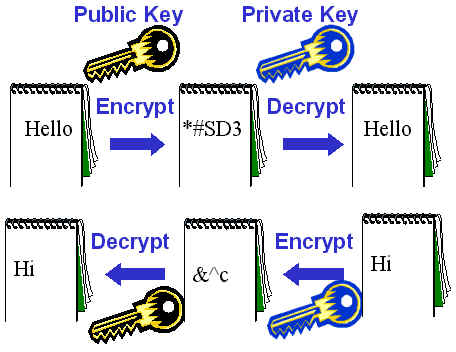 Public Key Private Key
Encrypt Decrypt
Hello *#SD3 Hello
Decrypt Encrypt
Hi &^c Hi